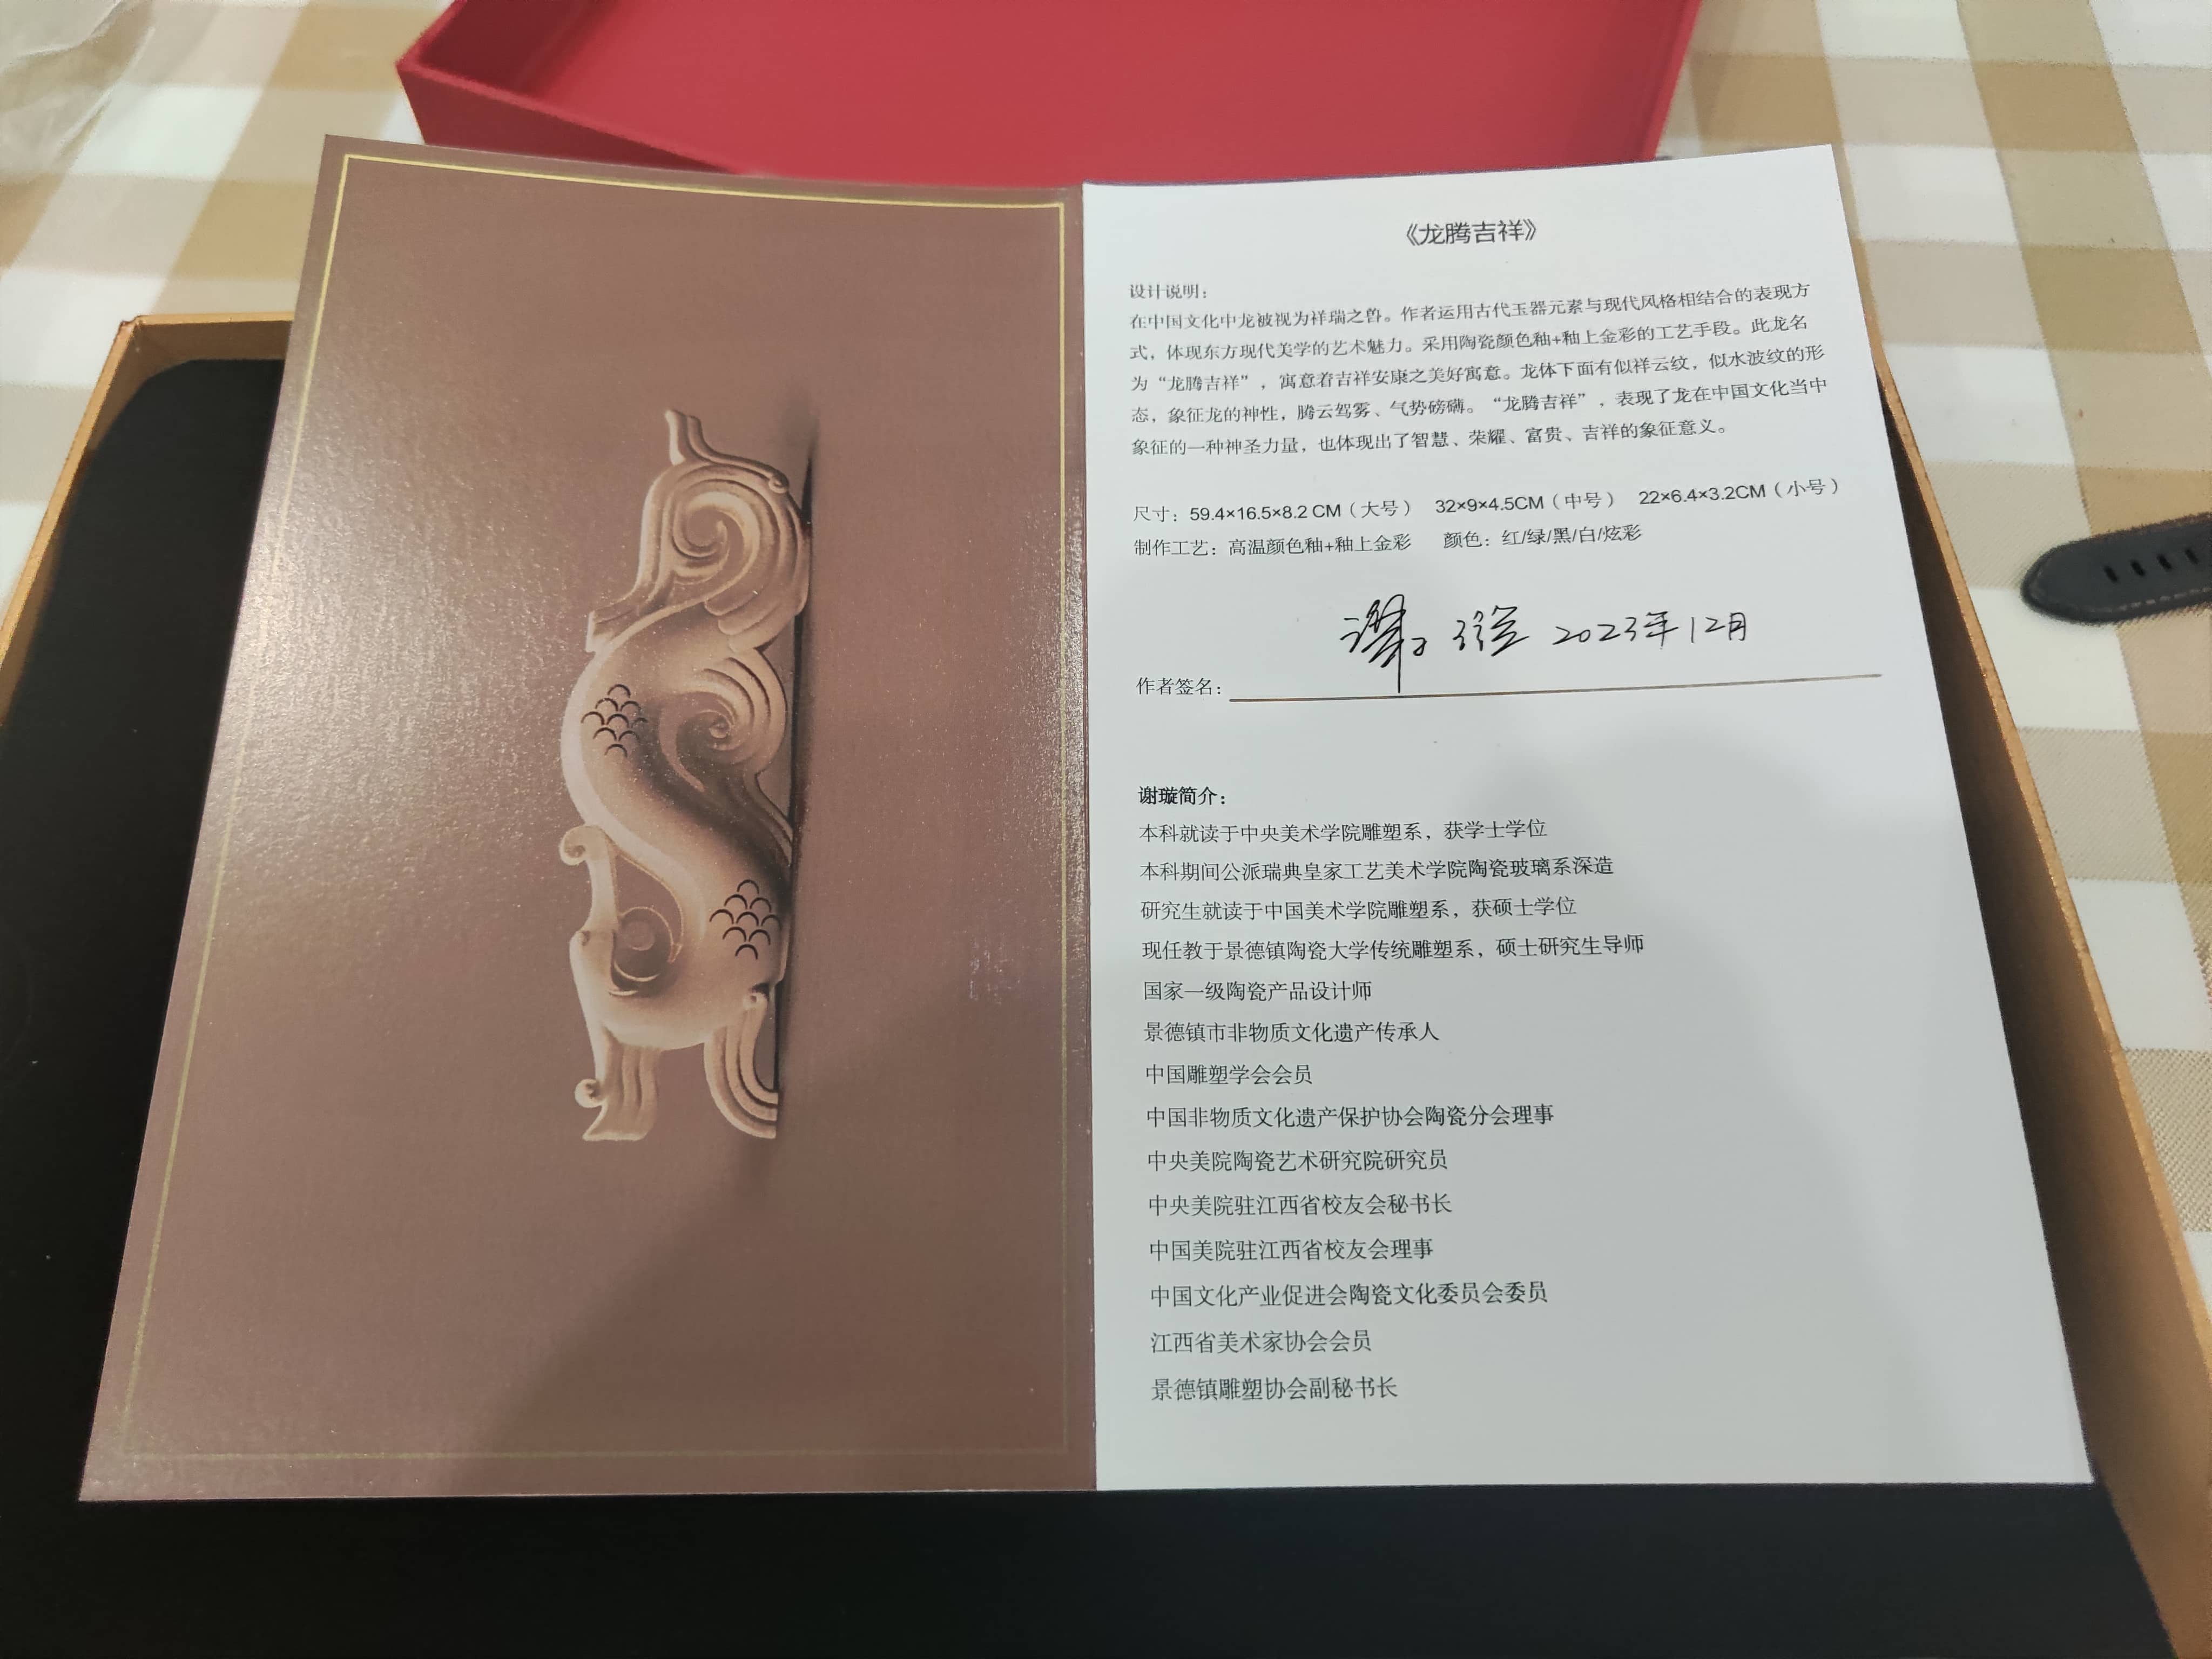 《龙腾吉祥》
设计说明：
在中国文化中龙被视为祥瑞之兽。作者运用古代玉器元素与现代风格相结合的表现方
式，体现东方现代美学的艺术魅力。采用陶瓷颜色釉+釉上金彩的工艺手段。此龙名
为“龙腾吉祥”，寓意着吉祥安康之美好寓意。龙体下面有似祥云纹，似水波纹的形
态，象征龙的神性，腾云驾雾、气势磅礴。“龙腾吉祥”，表现了龙在中国文化当中
象征的一种神圣力量，也体现出了智慧、荣耀、富贵、吉祥的象征意义。
尺寸：59.4×16.5×8.2 CM（大号） 32×9×4.5CM（中号） 22×6.4×3.2CM（小号）
制作工艺：高温颜色釉+釉上金彩 颜色：红/绿/黑/白/炫彩
谢璇 2023年12月
作者签名：
谢璇简介：
本科就读于中央美术学院雕塑系，获学士学位
本科期间公派瑞典皇家工艺美术学院陶瓷玻璃系深造
研究生就读于中国美术学院雕塑系，获硕士学位
现任教于景德镇陶瓷大学传统雕塑系，硕士研究生导师
国家一级陶瓷产品设计师
景德镇市非物质文化遗产传承人
中国雕塑学会会员
中国非物质文化遗产保护协会陶瓷分会理事
中央美院陶瓷艺术研究院研究员
中央美院驻江西省校友会秘书长
中国美院驻江西省校友会理事
中国文化产业促进会陶瓷文化委员会委员
江西省美术家协会会员
景德镇雕塑协会副秘书长